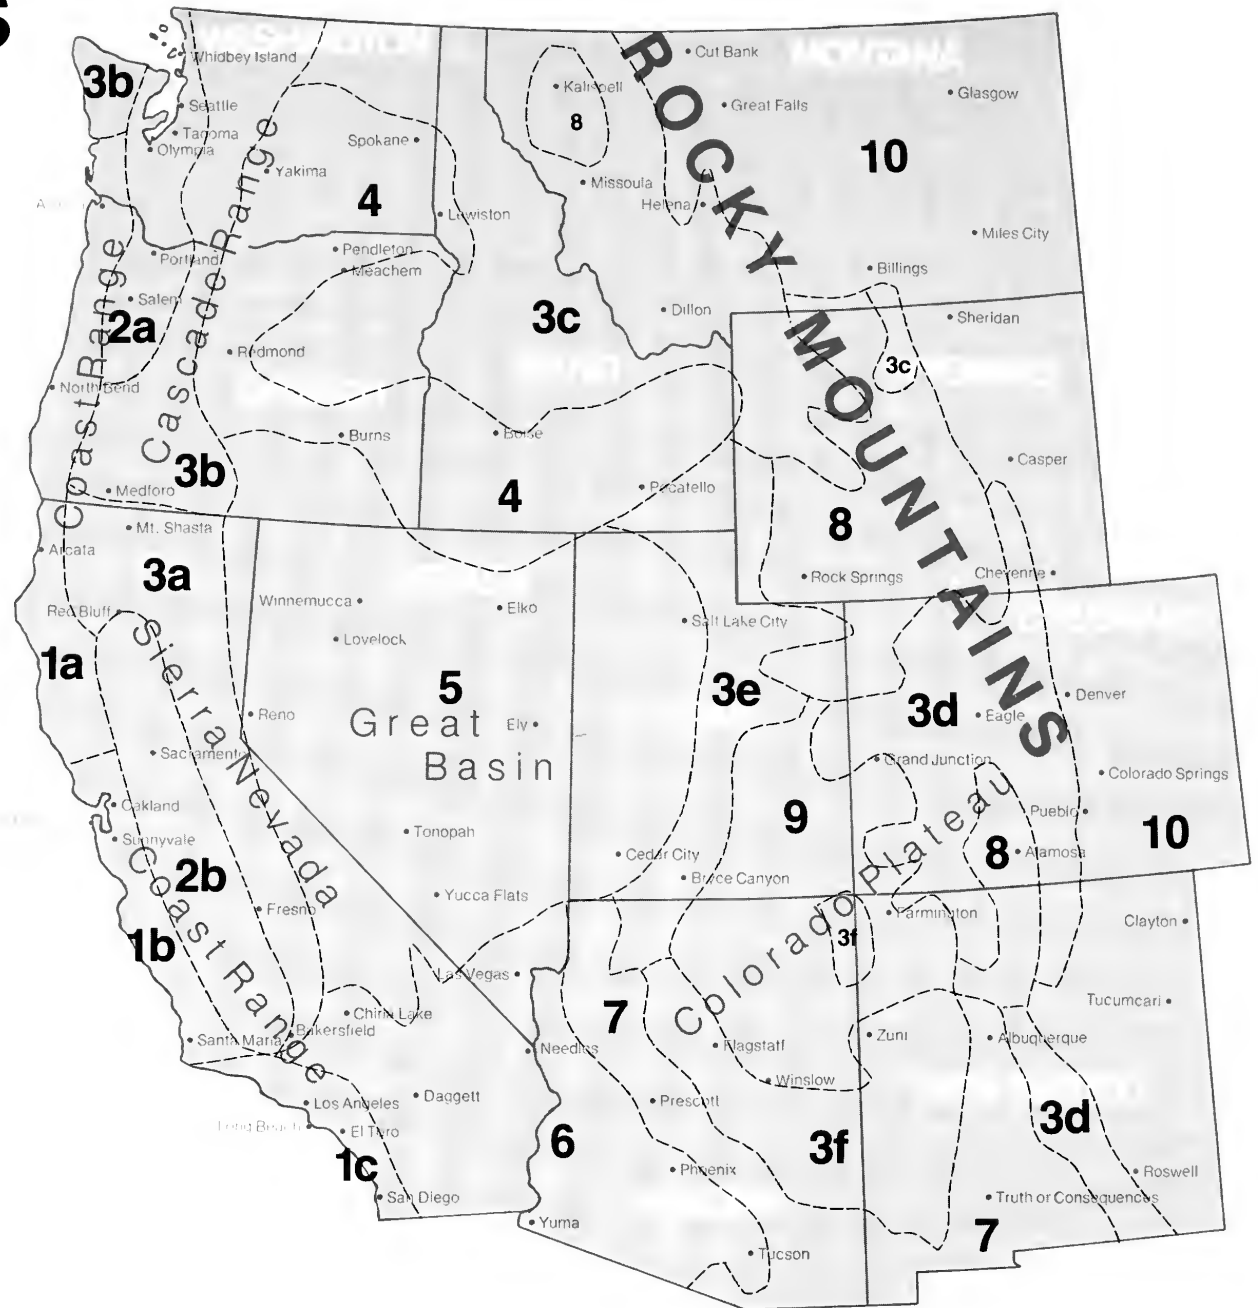 S
WASHINGTON
MONTANA
Whidbey Island
Cut Bank
3b
Kalispell
Glasgow
Seattle
Great Falls
8
Tacoma
Spokane
Olympia
10
Yakima
Missoula
4
Helena
Lewiston
Miles City
Pendleton
Portland
Meachem
Billings
Salem
3c
Dillon
Sheridan
2a
Redmond
3c
North Bend
Coast Range
Cascade Range
ROCKY MOUNTAINS
Burns
Boise
Casper
3b
Medford
4
Pocatello
8
Mt. Shasta
Arcata
3a
Rock Springs
Cheyenne
Winnemucca
Elko
Red Bluff
Salt Lake City
Lovelock
1a
Sierra Nevada
5
3e
Denver
Reno
Great
Basin
Ely
3d
Eagle
Sacramento
Grand Junction
Colorado Springs
Oakland
9
Pueblo
10
Sunnyvale
Tonopah
Cedar City
8
Alamosa
2b
Bryce Canyon
Yucca Flats
Fresno
Farmington
Clayton
1b
Coast Range
3f
Colorado Plateau
Las Vegas
Tucumcari
China Lake
7
Bakersfield
Santa Maria
Zuni
Albuquerque
Needles
Flagstaff
Winslow
Daggett
Prescott
Los Angeles
3d
Long Beach
El Toro
6
3f
1c
Phoenix
Roswell
San Diego
Truth or Consequences
Yuma
7
Tucson